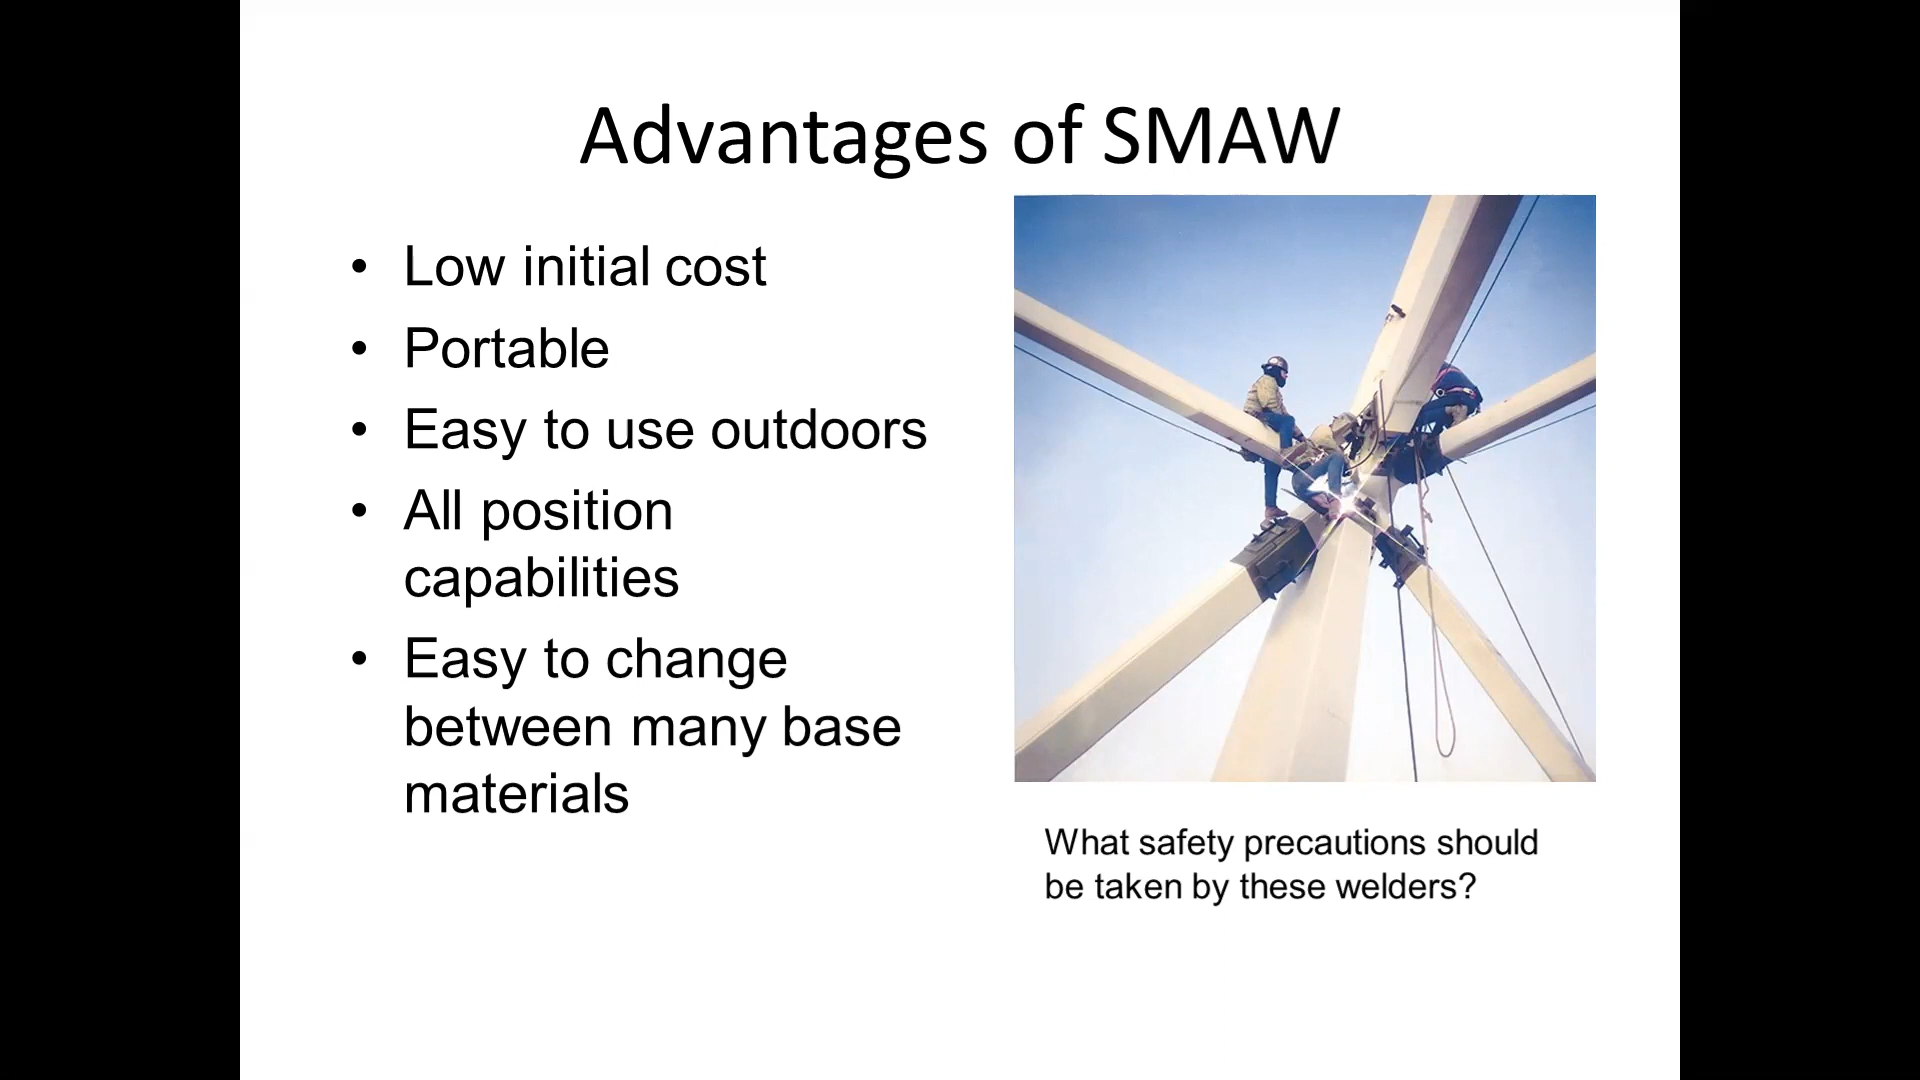 Advantages of SMAW
• Low initial cost
• Portable
• Easy to use outdoors
• All position
capabilities
• Easy to change
between many base
materials
What safety precautions should
be taken by these welders?